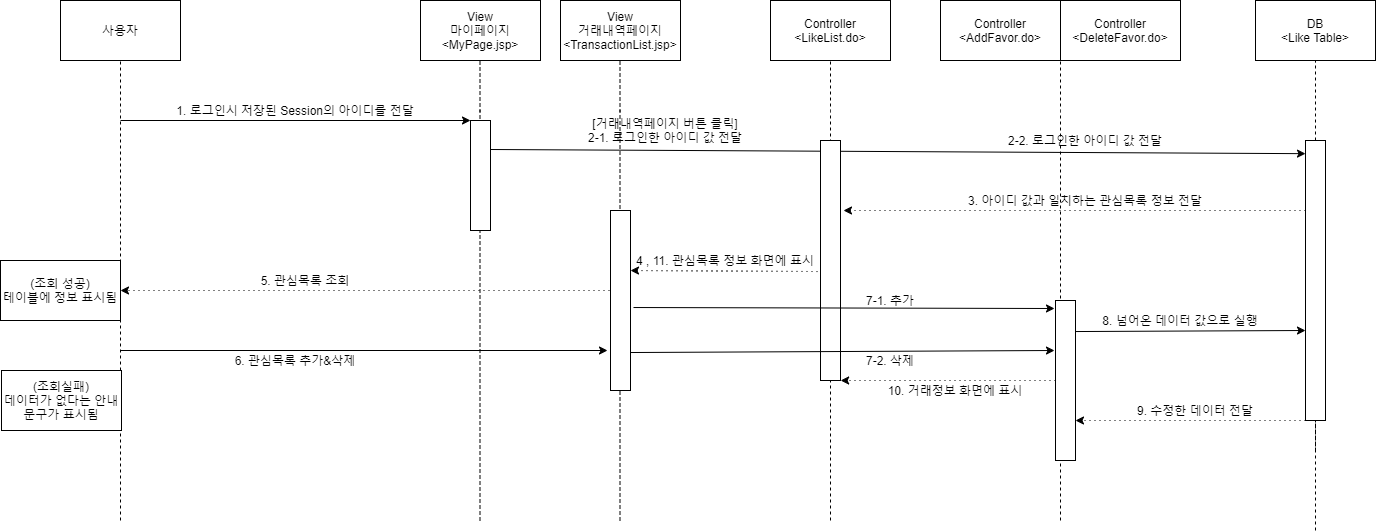 사용자
View
마이페이지
<MyPage.jsp>
View
거래내역페이지
<TransactionList.jsp>
Controller
<LikeList.do>
Controller
<AddFavor.do>
Controller
<DeleteFavor.do>
DB
<Like Table>
1. 로그인시 저장된 Session의 아이디를 전달
[거래내역페이지 버튼 클릭]
2-1. 로그인한 아이디 값 전달
2-2. 로그인한 아이디 값 전달
3. 아이디 값과 일치하는 관심목록 정보 전달
4 , 11. 관심목록 정보 화면에 표시
(조회 성공)
테이블에 정보 표시됨
5. 관심목록 조회
7-1. 추가
8. 넘어온 데이터 값으로 실행
6. 관심목록 추가&삭제
7-2. 삭제
(조회실패)
데이터가 없다는 안내
문구가 표시됨
10. 거래정보 화면에 표시
9. 수정한 데이터 전달